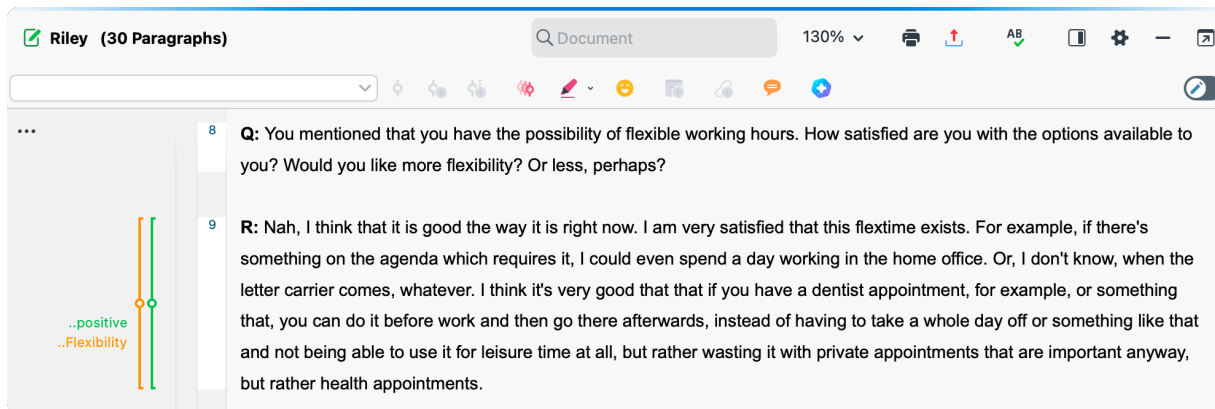 Riley (30 Paragraphs)
Document
130%
AB
8
Q: You mentioned that you have the possibility of flexible working hours. How satisfied are you with the options available to
you? Would you like more flexibility? Or less, perhaps?
9
R: Nah, I think that it is good the way it is right now. I am very satisfied that this flextime exists. For example, if there's
something on the agenda which requires it, I could even spend a day working in the home office. Or, I don't know, when the
letter carrier comes, whatever. I think it's very good that that if you have a dentist appointment, for example, or something
that, you can do it before work and then go there afterwards, instead of having to take a whole day off or something like that
and not being able to use it for leisure time at all, but rather wasting it with private appointments that are important anyway,
but rather health appointments.
..positive
..Flexibility